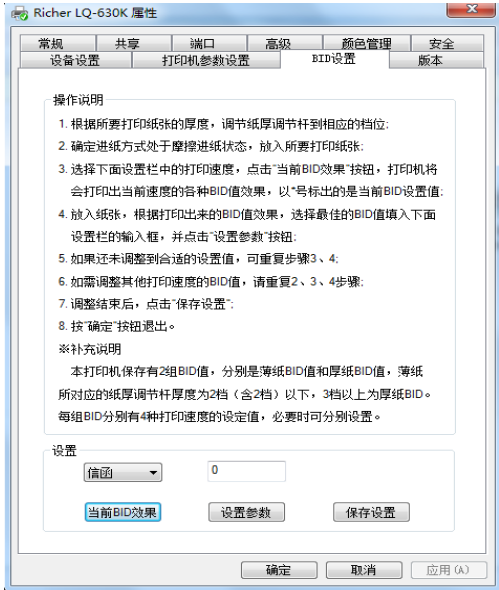 Richer LQ-630K 属性
常规 共享 端口 高级 颜色管理 安全
设备设置 打印机参数设置 BID设置 版本
操作说明
1. 根据所要打印纸张的厚度，调节纸厚调节杆到相应的档位;
2. 确定进纸方式处于摩擦进纸状态，放入所要打印纸张;
3. 选择下面设置栏中的打印速度，点击"当前BID效果"按钮，打印机将
会打印出当前速度的各种BID值效果，以*号标出的是当前BID设置值;
4. 放入纸张，根据打印出来的BID值效果，选择最佳的BID值填入下面
设置栏的输入框，并点击"设置参数"按钮;
5. 如果还未调整到合适的设置值，可重复步骤3、4;
6. 如需调整其他打印速度的BID值，请重复2、3、4步骤;
7. 调整结束后，点击"保存设置";
8. 按"确定"按钮退出。
※补充说明
本打印机保存有2组BID值，分别是薄纸BID值和厚纸BID值，薄纸
所对应的纸厚调节杆厚度为2档（含2档）以下，3档以上为厚纸BID。
每组BID分别有4种打印速度的设定值，必要时可分别设置。
设置
信函 0
当前BID效果 设置参数 保存设置
确定 取消 应用(A)